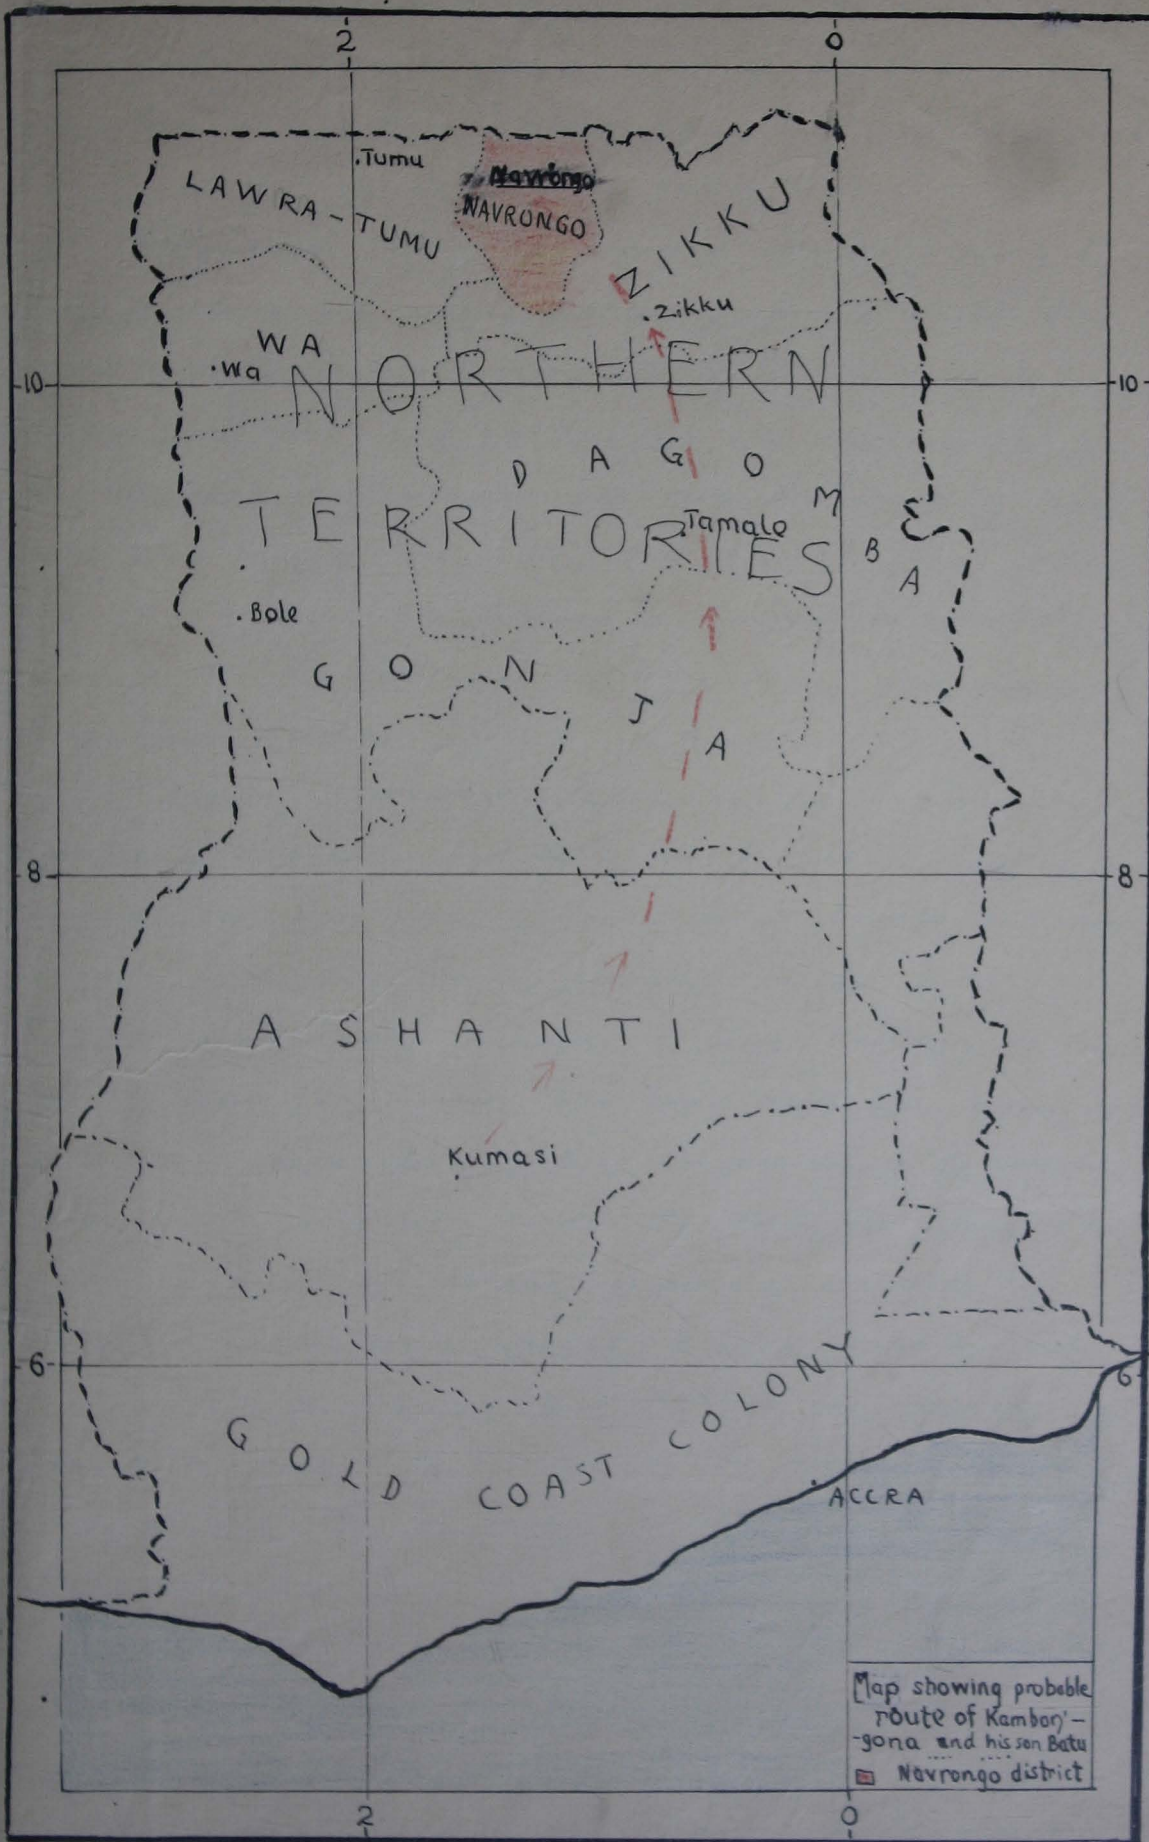 2
0
.Tumu
LAWRA-TUMU
Navrongo
NAVRONGO
ZIKKU
.Zikku
WA
.Wa
NORTHERN
10
10
DAGOMBA
.Tamale
TERRITORIES
.Bole
GONJA
8
8
ASHANTI
Kumasi
6
6
GOLD COAST COLONY
ACCRA
Map showing probable
route of Kambon'-
-gona and his son Batu
Navrongo district
2
0